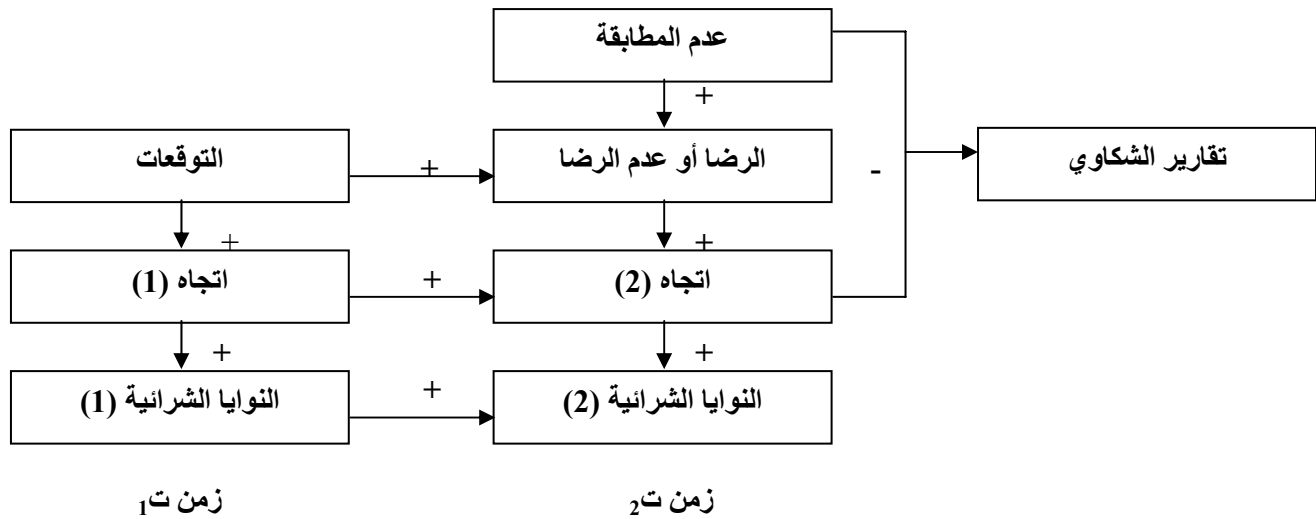 عدم المطابقة
+
التوقعات
+
الرضا أو عدم الرضا
-
تقارير الشكاوي
+
+
اتجاه (1)
+
اتجاه (2)
+
+
النوايا الشرائية (1)
+
النوايا الشرائية (2)
زمن ت1
زمن ت2